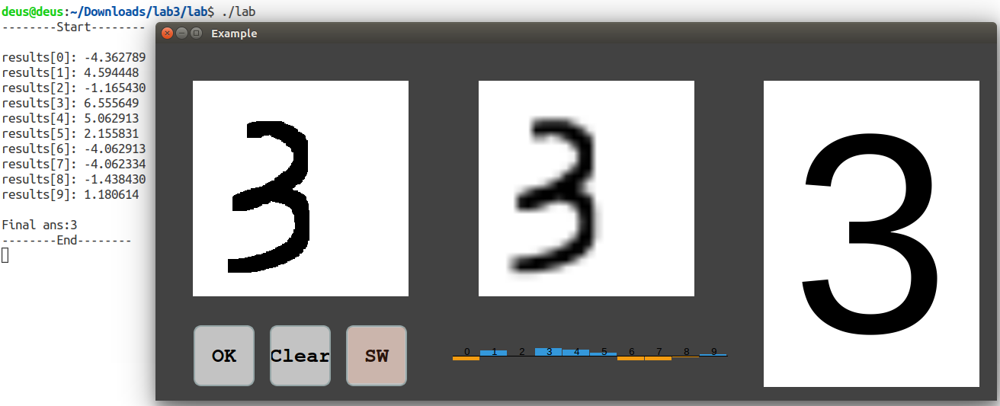 deus@deus:~/Downloads/lab3/lab$ ./lab
--------Start--------
results[0]: -4.362789
results[1]: 4.594448
results[2]: -1.165430
results[3]: 6.555649
results[4]: 5.062913
results[5]: 2.155831
results[6]: -4.062913
results[7]: -4.062334
results[8]: -1.438430
results[9]: 1.180614
Final ans:3
--------End--------
Example
3 3 3
OK Clear SW
0 1 2 3 4 5 6 7 8 9